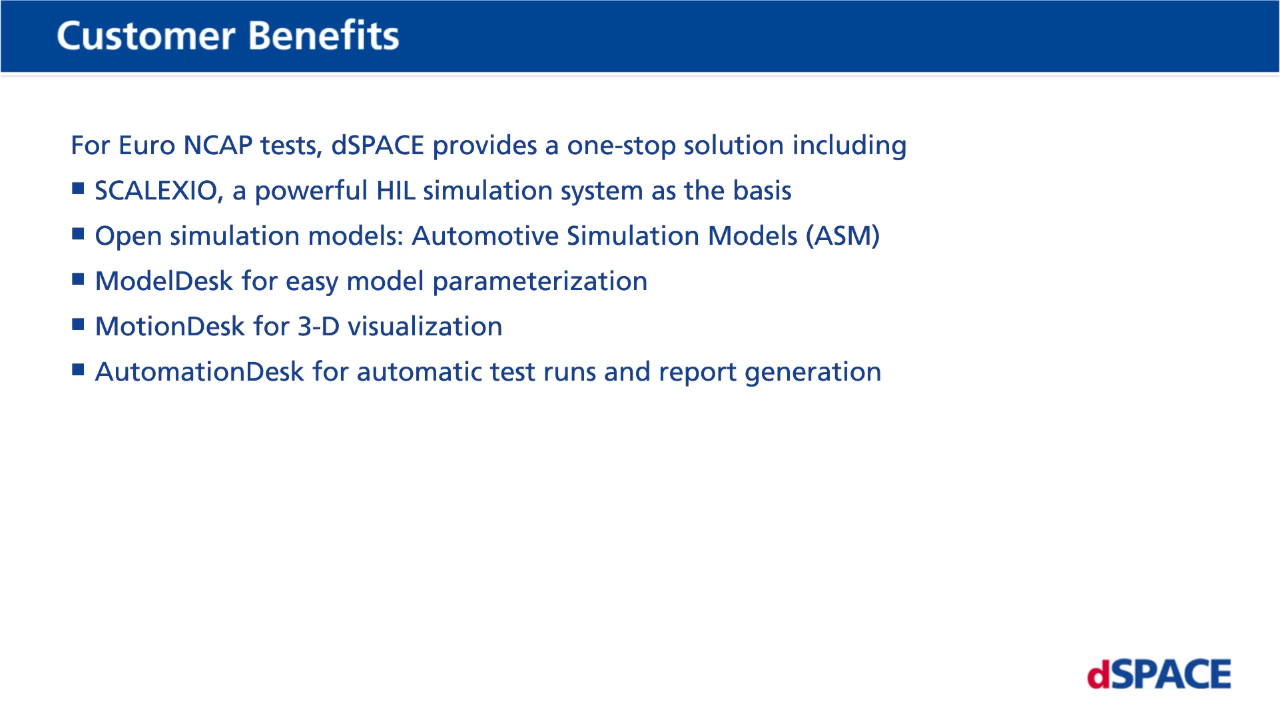 Customer Benefits
For Euro NCAP tests, dSPACE provides a one-stop solution including
■ SCALEXIO, a powerful HIL simulation system as the basis
■ Open simulation models: Automotive Simulation Models (ASM)
■ ModelDesk for easy model parameterization
■ MotionDesk for 3-D visualization
■ AutomationDesk for automatic test runs and report generation
dSPACE